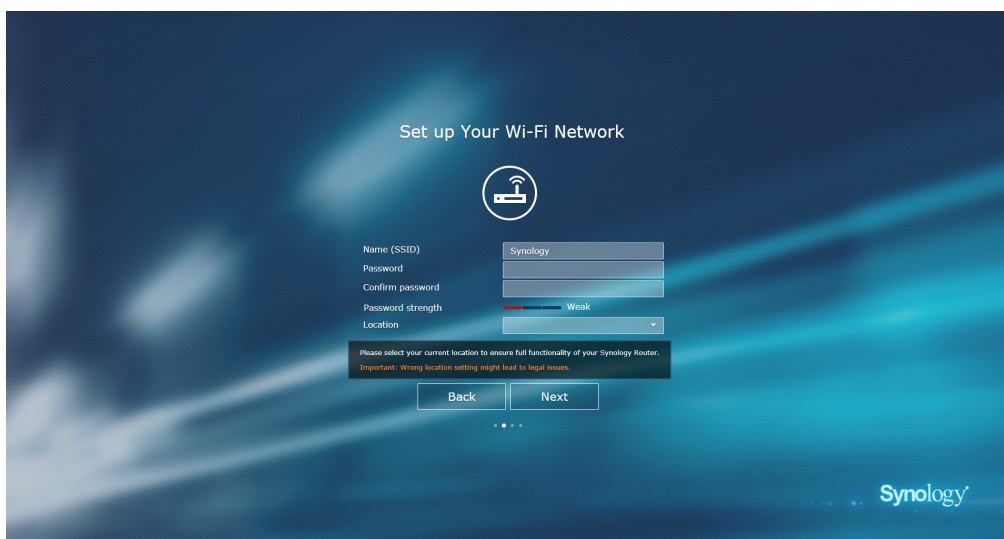 Set up Your Wi-Fi Network
Name (SSID) Synology
Password
Confirm password
Password strength Weak
Location
Please select your current location to ensure full functionality of your Synology Router.
Important: Wrong location setting might lead to legal issues.
Back Next
Synology